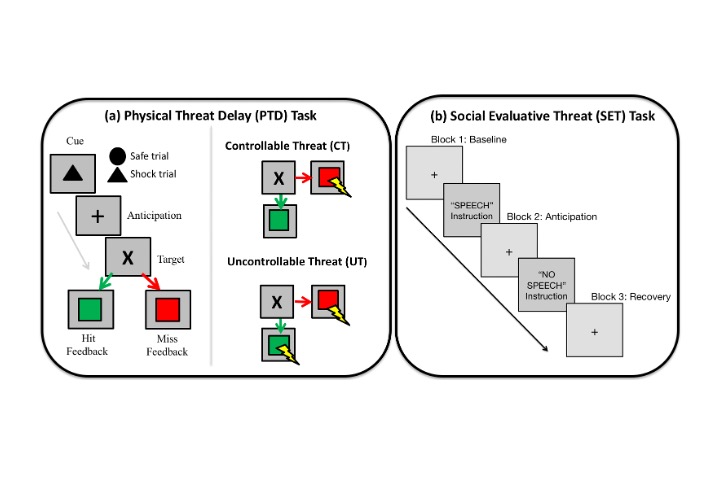 (a) Physical Threat Delay (PTD) Task
Cue
Safe trial
Shock trial
+
Anticipation
X
Target
Hit
Feedback
Miss
Feedback
Controllable Threat (CT)
X
Uncontrollable Threat (UT)
X
(b) Social Evaluative Threat (SET) Task
Block 1: Baseline
+
“SPEECH”
Instruction
Block 2: Anticipation
+
“NO
SPEECH”
Instruction
Block 3: Recovery
+